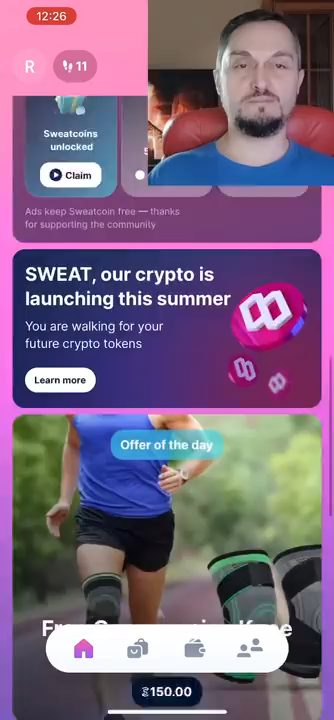 12:26
R
11
Sweatcoins
unlocked
Claim
Ads keep Sweatcoin free — thanks
for supporting the community
SWEAT, our crypto is
launching this summer
You are walking for your
future crypto tokens
Learn more
Offer of the day
150.00